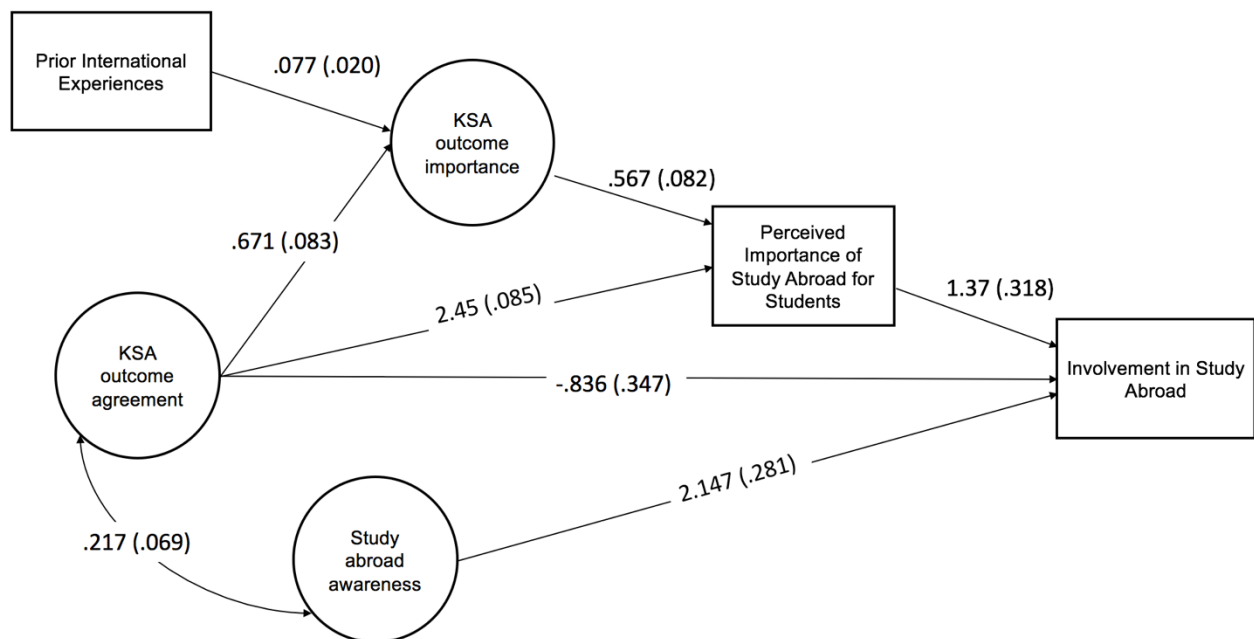 Prior International
Experiences
.077 (.020)
KSA
outcome
importance
.567 (.082)
Perceived
Importance of
Study Abroad for
Students
.671 (.083)
2.45 (.085)
1.37 (.318)
KSA
outcome
agreement
-.836 (.347)
Involvement in Study
Abroad
2.147 (.281)
.217 (.069)
Study
abroad
awareness